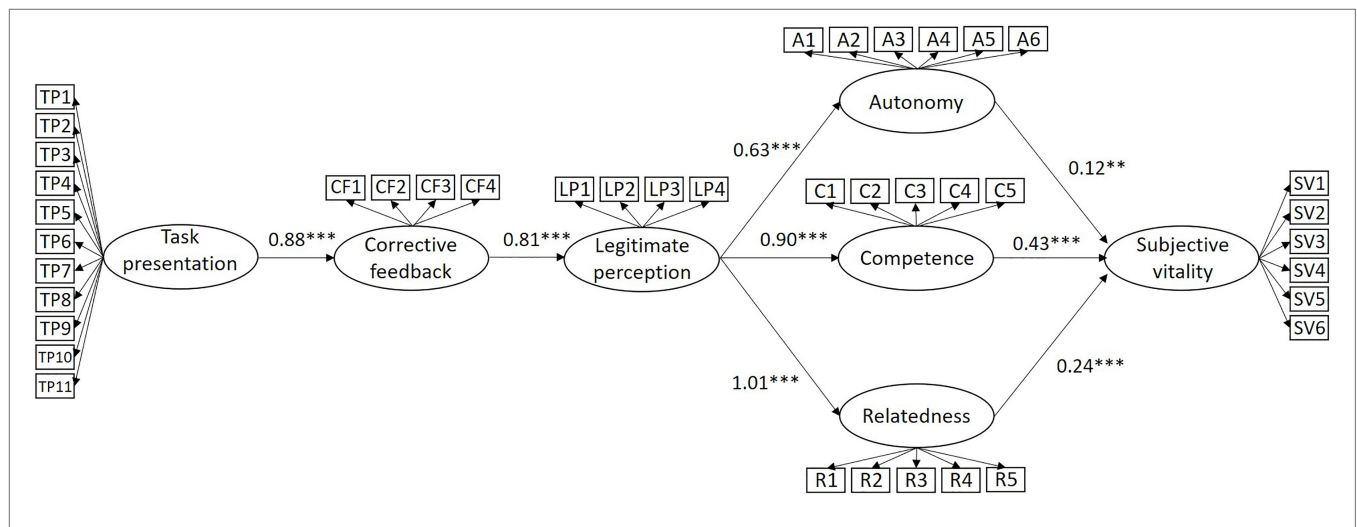 A1 A2 A3 A4 A5 A6
TP1
TP2
TP3
TP4
TP5
TP6
TP7
TP8
TP9
TP10
TP11
Task
presentation
0.88***
CF1 CF2 CF3 CF4
Corrective
feedback
0.81***
LP1 LP2 LP3 LP4
Legitimate
perception
0.63***
0.90***
1.01***
Autonomy
C1 C2 C3 C4 C5
Competence
Relatedness
R1 R2 R3 R4 R5
0.12**
0.43***
0.24***
Subjective
vitality
SV1
SV2
SV3
SV4
SV5
SV6